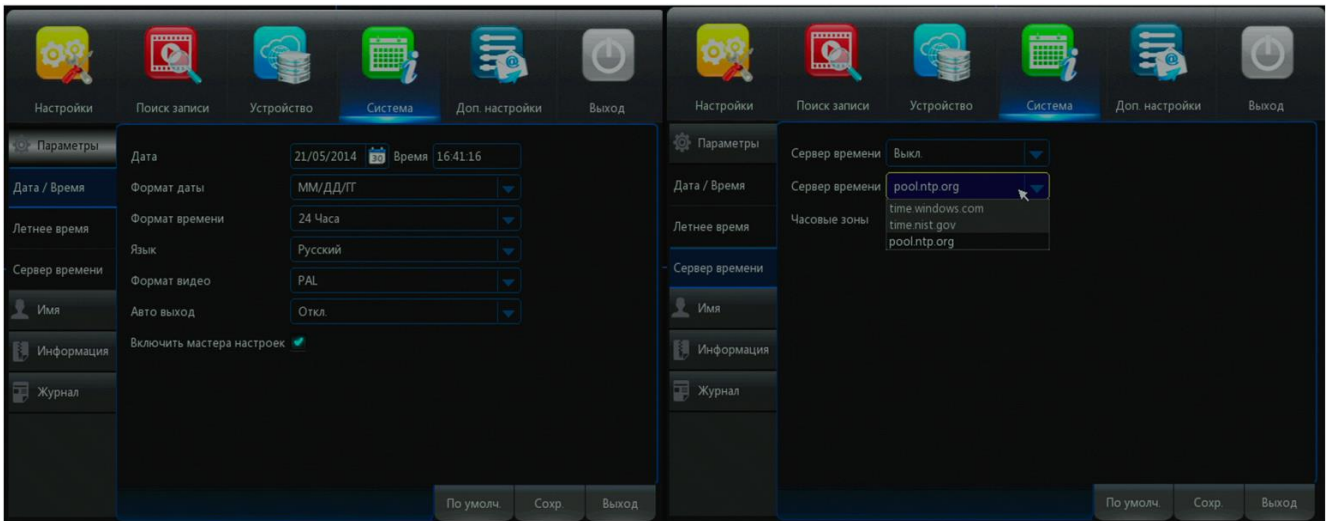 Настройки Поиск записи Устройство Система Доп. настройки Выход
Параметры
Дата / Время
Летнее время
Сервер времени
Имя
Информация
Журнал
Дата 21/05/2014 30 Время 16:41:16
Формат даты ММ/ДД/ГГ
Формат времени 24 Часа
Язык Русский
Формат видео PAL
Авто выход Откл.
Включить мастера настроек
По умолч. Сохр. Выход
Настройки Поиск записи Устройство Система Доп. настройки Выход
Параметры
Дата / Время
Летнее время
Сервер времени
Имя
Информация
Журнал
Сервер времени Выкл.
Сервер времени pool.ntp.org
Часовые зоны
time.windows.com
time.nist.gov
pool.ntp.org
По умолч. Сохр. Выход